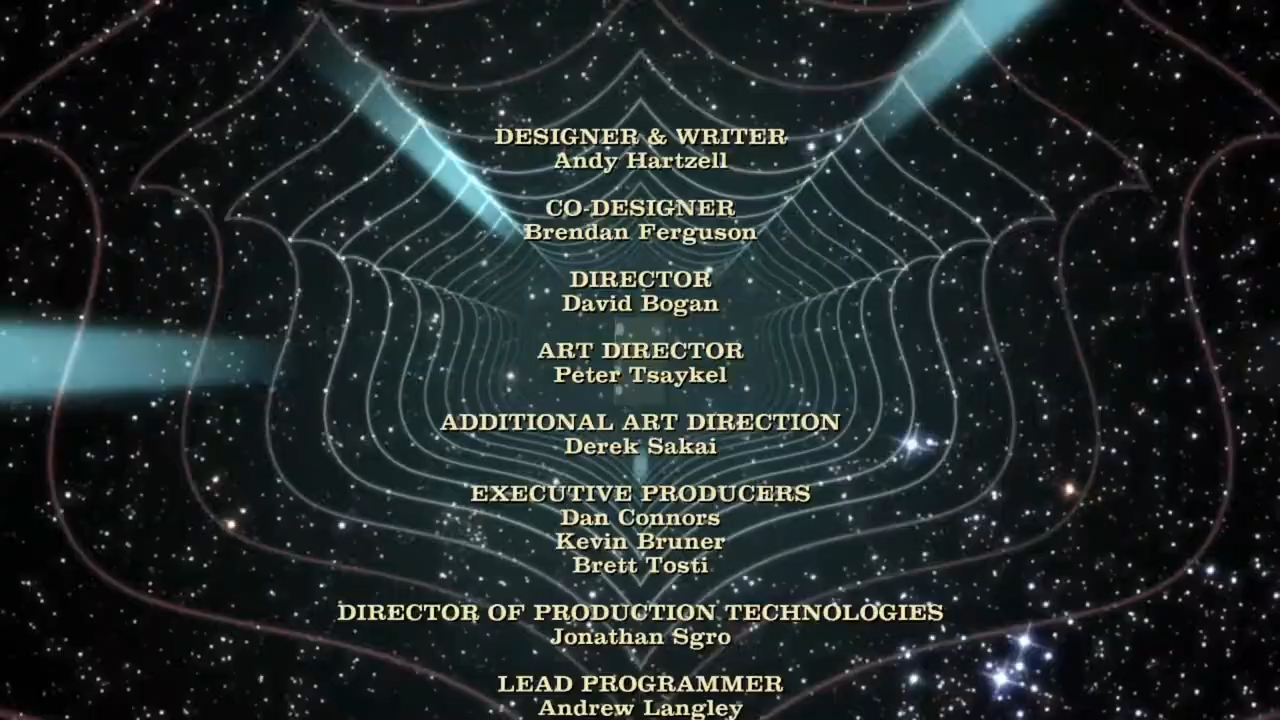 DESIGNER & WRITER
Andy Hartzell
CO-DESIGNER
Brendan Ferguson
DIRECTOR
David Bogan
ART DIRECTOR
Peter Tsaykel
ADDITIONAL ART DIRECTION
Derek Sakai
EXECUTIVE PRODUCERS
Dan Connors
Kevin Bruner
Brett Tosti
DIRECTOR OF PRODUCTION TECHNOLOGIES
Jonathan Sgro
LEAD PROGRAMMER
Andrew Langley